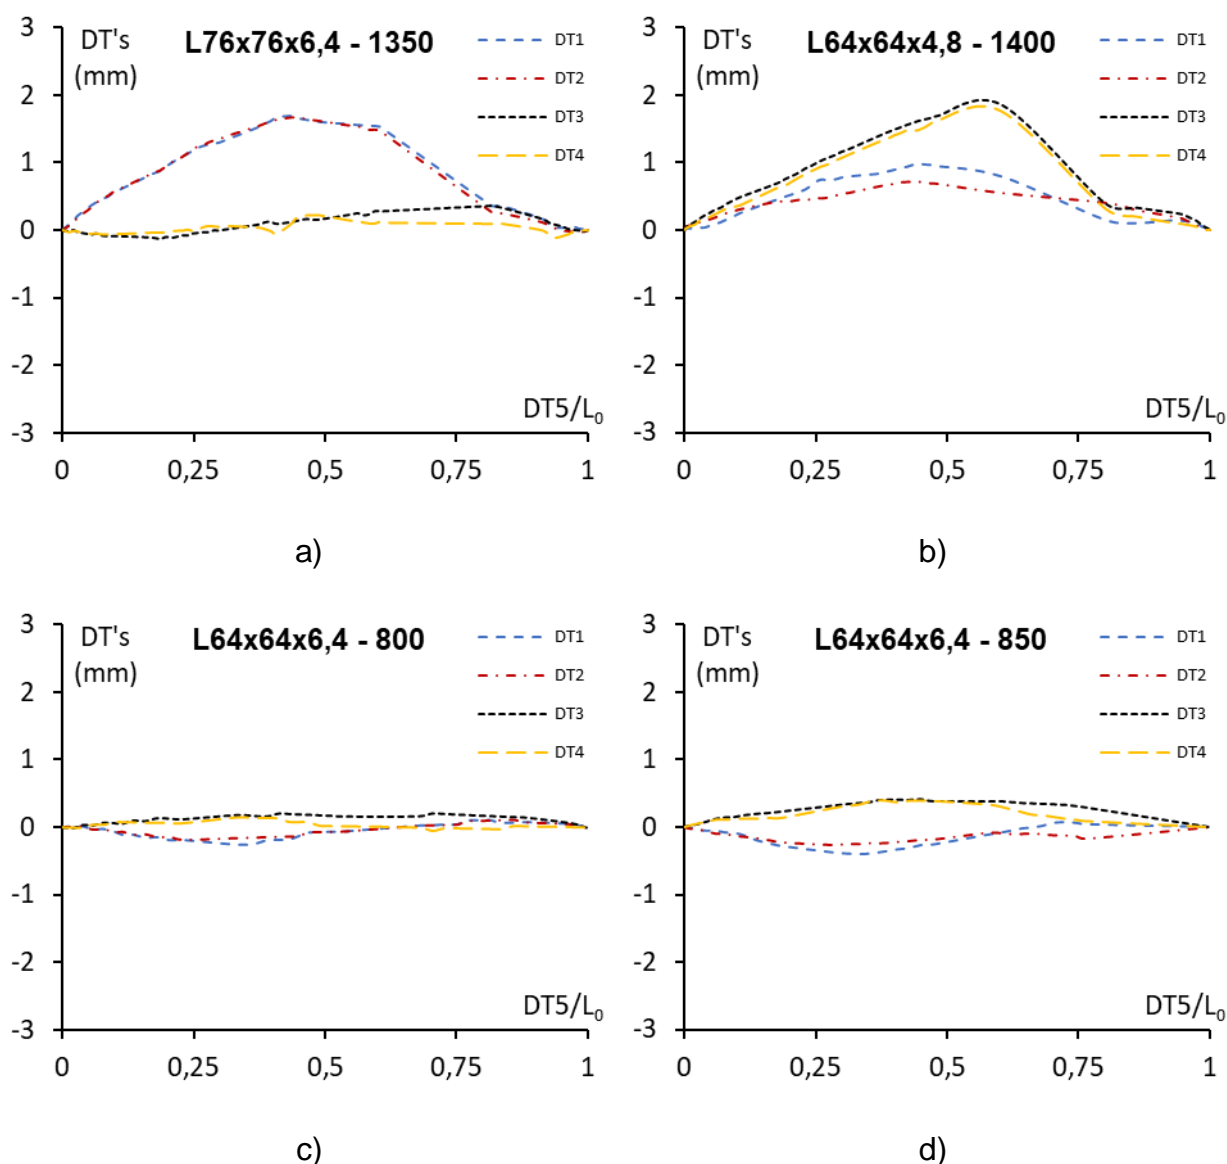 3
DT's
(mm)
L76x76x6,4 - 1350
DT1
DT2
DT3
DT4
2
1
0
-1
-2
-3
DT5/L₀
0
0,25
0,5
0,75
1
a)
3
DT's
(mm)
L64x64x4,8 - 1400
DT1
DT2
DT3
DT4
2
1
0
-1
-2
-3
DT5/L₀
0
0,25
0,5
0,75
1
b)
3
DT's
(mm)
L64x64x6,4 - 800
DT1
DT2
DT3
DT4
2
1
0
-1
-2
-3
DT5/L₀
0
0,25
0,5
0,75
1
c)
3
DT's
(mm)
L64x64x6,4 - 850
DT1
DT2
DT3
DT4
2
1
0
-1
-2
-3
DT5/L₀
0
0,25
0,5
0,75
1
d)